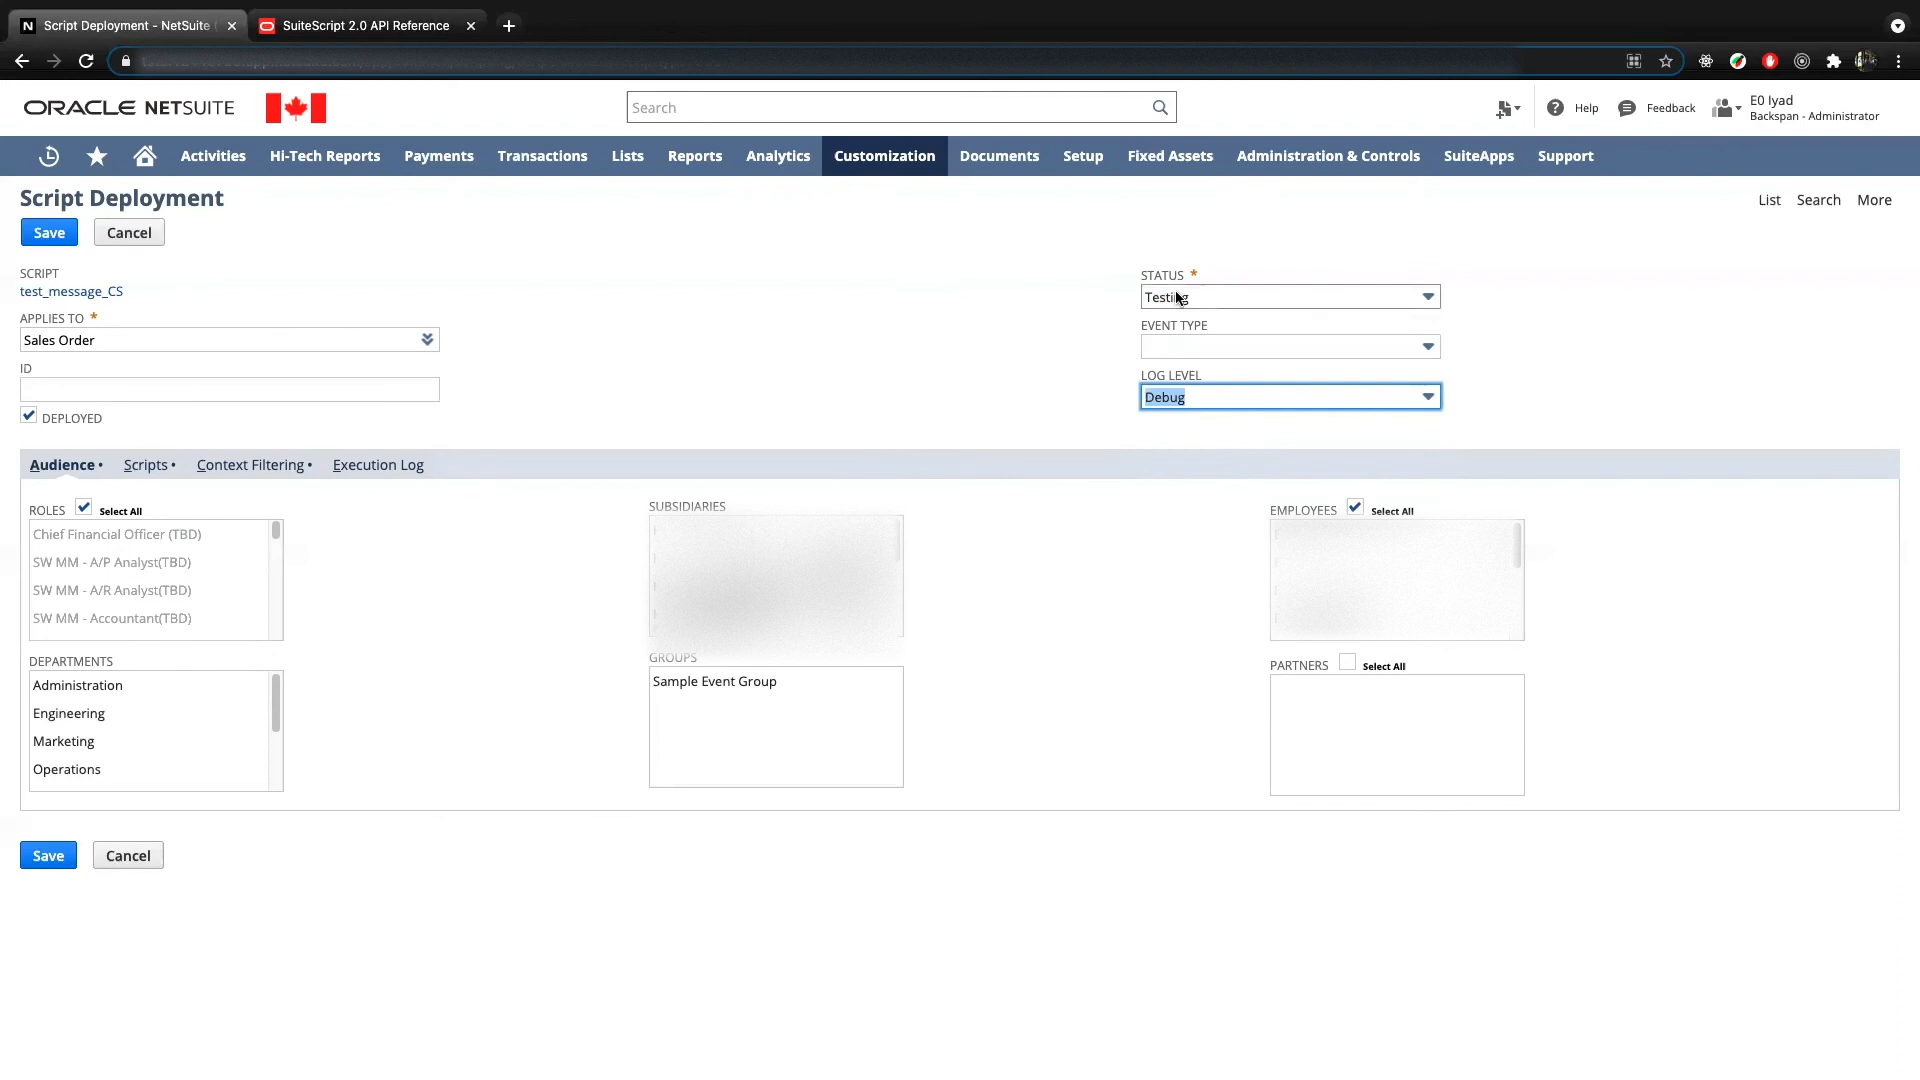 Script Deployment - NetSuite
SuiteScript 2.0 API Reference
ORACLE NETSUITE
Search
Help
Feedback
E0 Iyad
Backspan - Administrator
Activities Hi-Tech Reports Payments Transactions Lists Reports Analytics Customization Documents Setup Fixed Assets Administration & Controls SuiteApps Support
Script Deployment
List Search More
Save Cancel
SCRIPT
test_message_CS
APPLIES TO *
Sales Order
ID
DEPLOYED
STATUS *
Testing
EVENT TYPE
LOG LEVEL
Debug
Audience • Scripts • Context Filtering • Execution Log
ROLES Select All
Chief Financial Officer (TBD)
SW MM - A/P Analyst(TBD)
SW MM - A/R Analyst(TBD)
SW MM - Accountant(TBD)
DEPARTMENTS
Administration
Engineering
Marketing
Operations
SUBSIDIARIES
GROUPS
Sample Event Group
EMPLOYEES Select All
PARTNERS Select All
Save Cancel